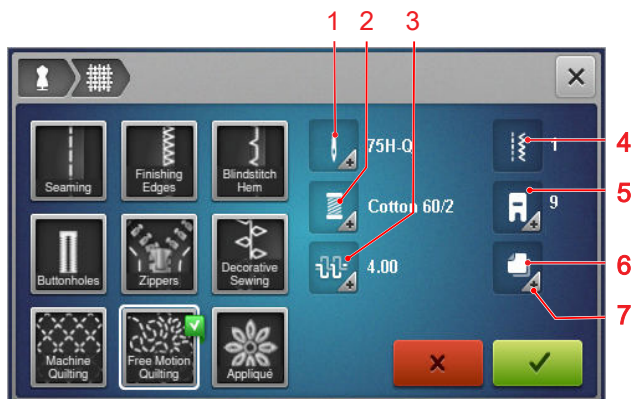 1 2 3
75H-Q
1
4
Seaming
Finishing
Edges
Blindstitch
Hem
Cotton 60/2
9
5
Buttonholes
Zippers
Decorative
Sewing
4.00
6
7
Machine
Quilting
Free Motion
Quilting
Appliqué